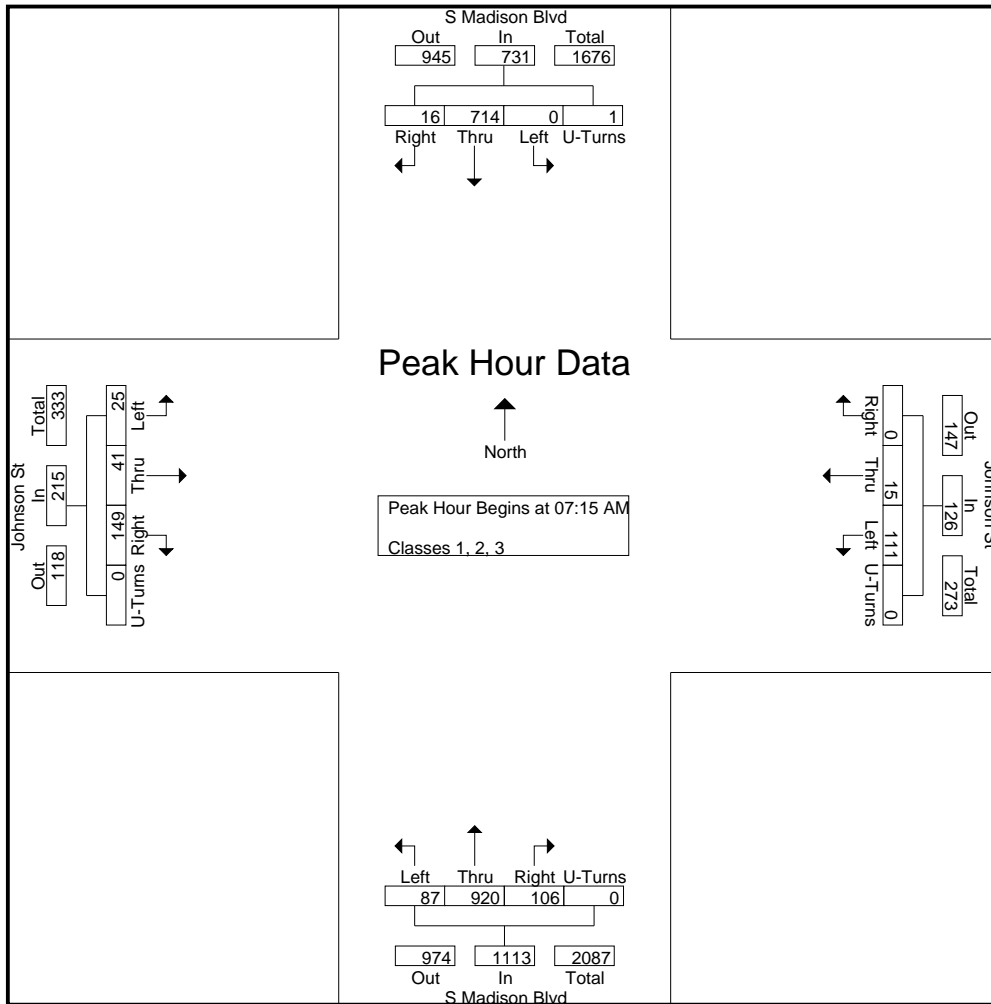 S Madison Blvd
Out In Total
945 731 1676
16 714 0 1
Right Thru Left U-Turns
Peak Hour Data
North
Peak Hour Begins at 07:15 AM
Classes 1, 2, 3
Johnson St
Total In Out
333 215 118
25 41 149 0
Left Thru Right U-Turns
Right Thru Left U-Turns
0 15 111 0
Out In Total
147 126 273
Johnson St
Left Thru Right U-Turns
87 920 106 0
974 1113 2087
Out In Total
S Madison Blvd